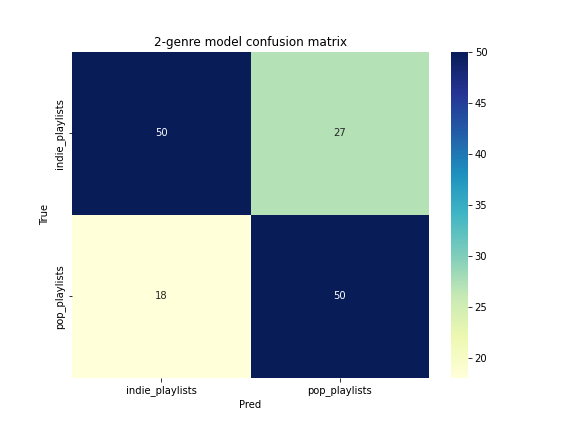 2-genre model confusion matrix
True
indie_playlists
50
27
pop_playlists
18
50
indie_playlists
pop_playlists
Pred
50
45
40
35
30
25
20